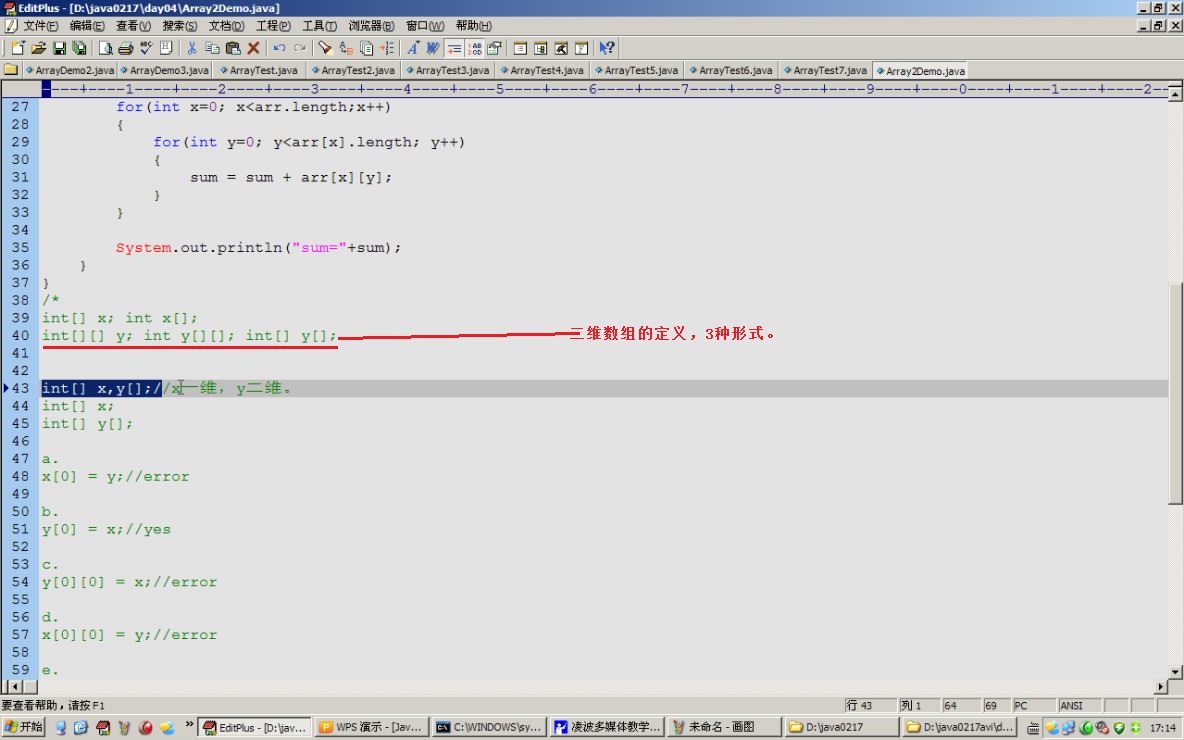 EditPlus - [D:\java0217\day04\Array2Demo.java]
文件(F) 编辑(E) 查看(V) 搜索(S) 文档(D) 工程(P) 工具(T) 浏览器(B) 窗口(W) 帮助(H)
ArrayDemo2.java ArrayDemo3.java ArrayTest.java ArrayTest2.java ArrayTest3.java ArrayTest4.java ArrayTest5.java ArrayTest6.java ArrayTest7.java Array2Demo.java
----+----1----+----2----+----3----+----4----+----5----+----6----+----7----+----8----+----9----+----0----+----1----+----2--
27 for(int x=0; x<arr.length;x++)
28 {
29 for(int y=0; y<arr[x].length; y++)
30 {
31 sum = sum + arr[x][y];
32 }
33 }
34
35 System.out.println("sum="+sum);
36 }
37 }
38 /*
39 int[] x; int x[];
40 int[][] y; int y[][]; int[] y[]; 二维数组的定义，3种形式。
41
42
43 int[] x,y[];//x一维，y二维。
44 int[] x;
45 int[] y[];
46
47 a.
48 x[0] = y;//error
49
50 b.
51 y[0] = x;//yes
52
53 c.
54 y[0][0] = x;//error
55
56 d.
57 x[0][0] = y;//error
58
59 e.
要查看帮助，请按 F1 行 43 列 1 64 69 PC ANSI
开始 EditPlus - [D:\jav... WPS 演示 - [Jav... C:\WINDOWS\sy... 凌波多媒体数学... 未命名 - 画图 D:\java0217 D:\java0217avi\d... 17:14